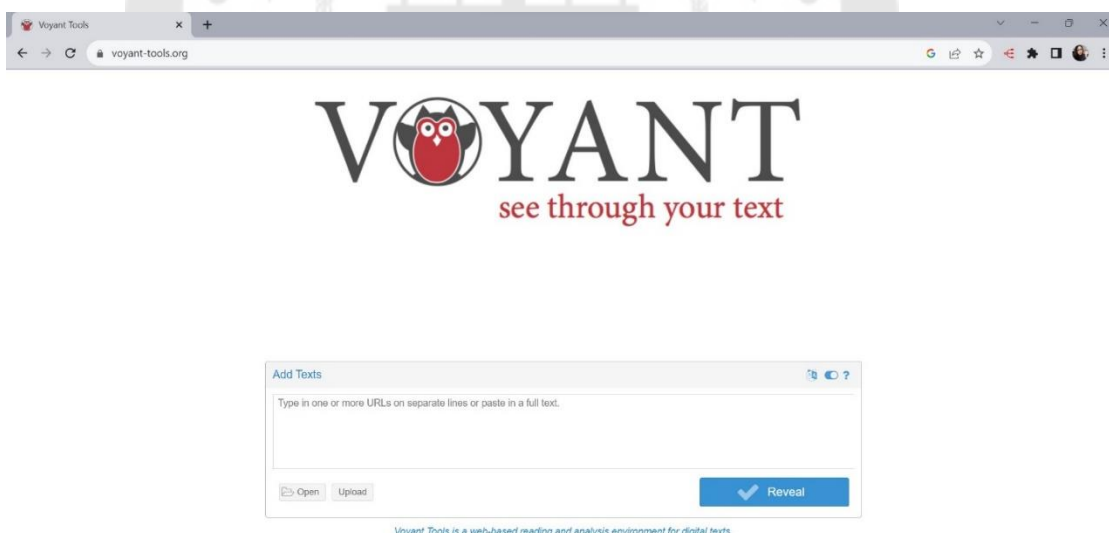 Voyant Tools
voyant-tools.org
VOYANT
see through your text
Add Texts
Type in one or more URLs on separate lines or paste in a full text.
Open Upload Reveal
Voyant Tools is a web-based reading and analysis environment for digital texts.